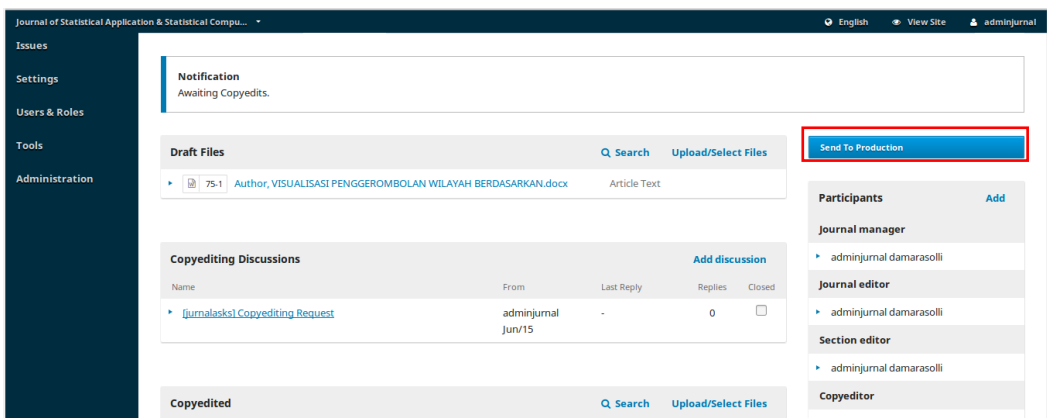 Journal of Statistical Application & Statistical Compu...
English
View Site
adminjurnal
Issues
Settings
Users & Roles
Tools
Administration
Notification
Awaiting Copyedits.
Draft Files
Search
Upload/Select Files
75-1 Author, VISUALISASI PENGGEROMBOLAN WILAYAH BERDASARKAN.docx
Article Text
Copyediting Discussions
Add discussion
Name
From
Last Reply
Replies
Closed
[jurnalasks] Copyediting Request
adminjurnal
Jun/15
-
0
Copyedited
Search
Upload/Select Files
Send To Production
Participants
Add
Journal manager
adminjurnal damarasolli
Journal editor
adminjurnal damarasolli
Section editor
adminjurnal damarasolli
Copyeditor